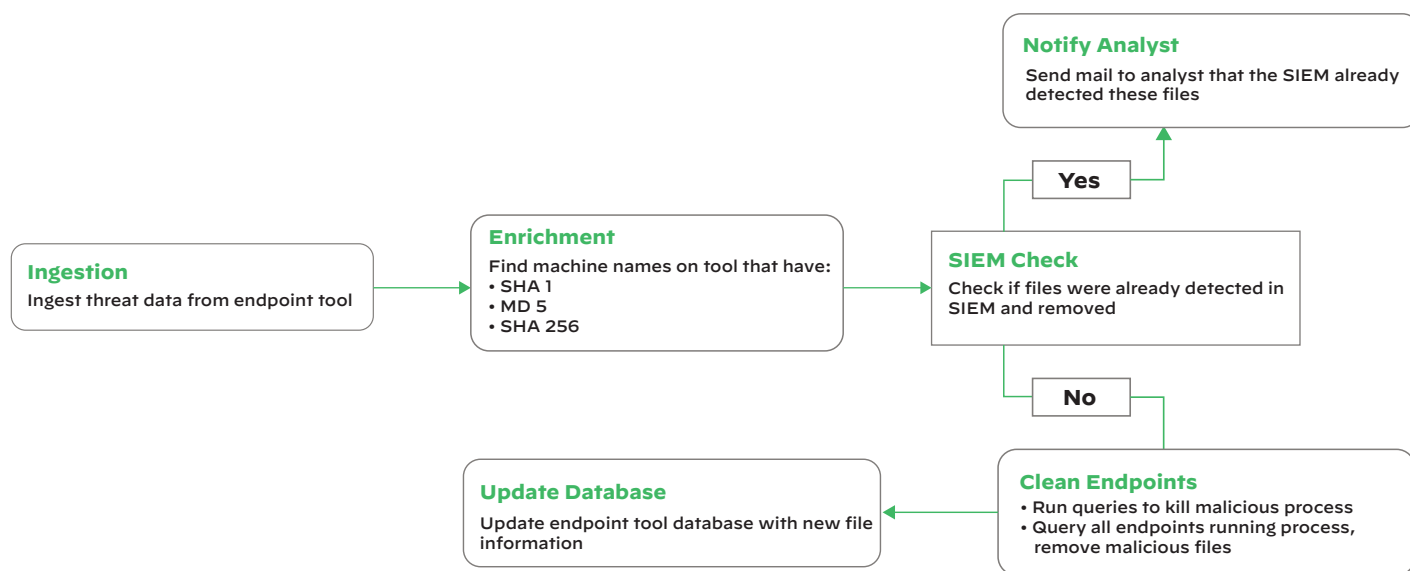 Notify Analyst
Send mail to analyst that the SIEM already
detected these files
Yes
Ingestion
Ingest threat data from endpoint tool
Enrichment
Find machine names on tool that have:
• SHA 1
• MD 5
• SHA 256
SIEM Check
Check if files were already detected in
SIEM and removed
No
Clean Endpoints
• Run queries to kill malicious process
• Query all endpoints running process,
remove malicious files
Update Database
Update endpoint tool database with new file
information